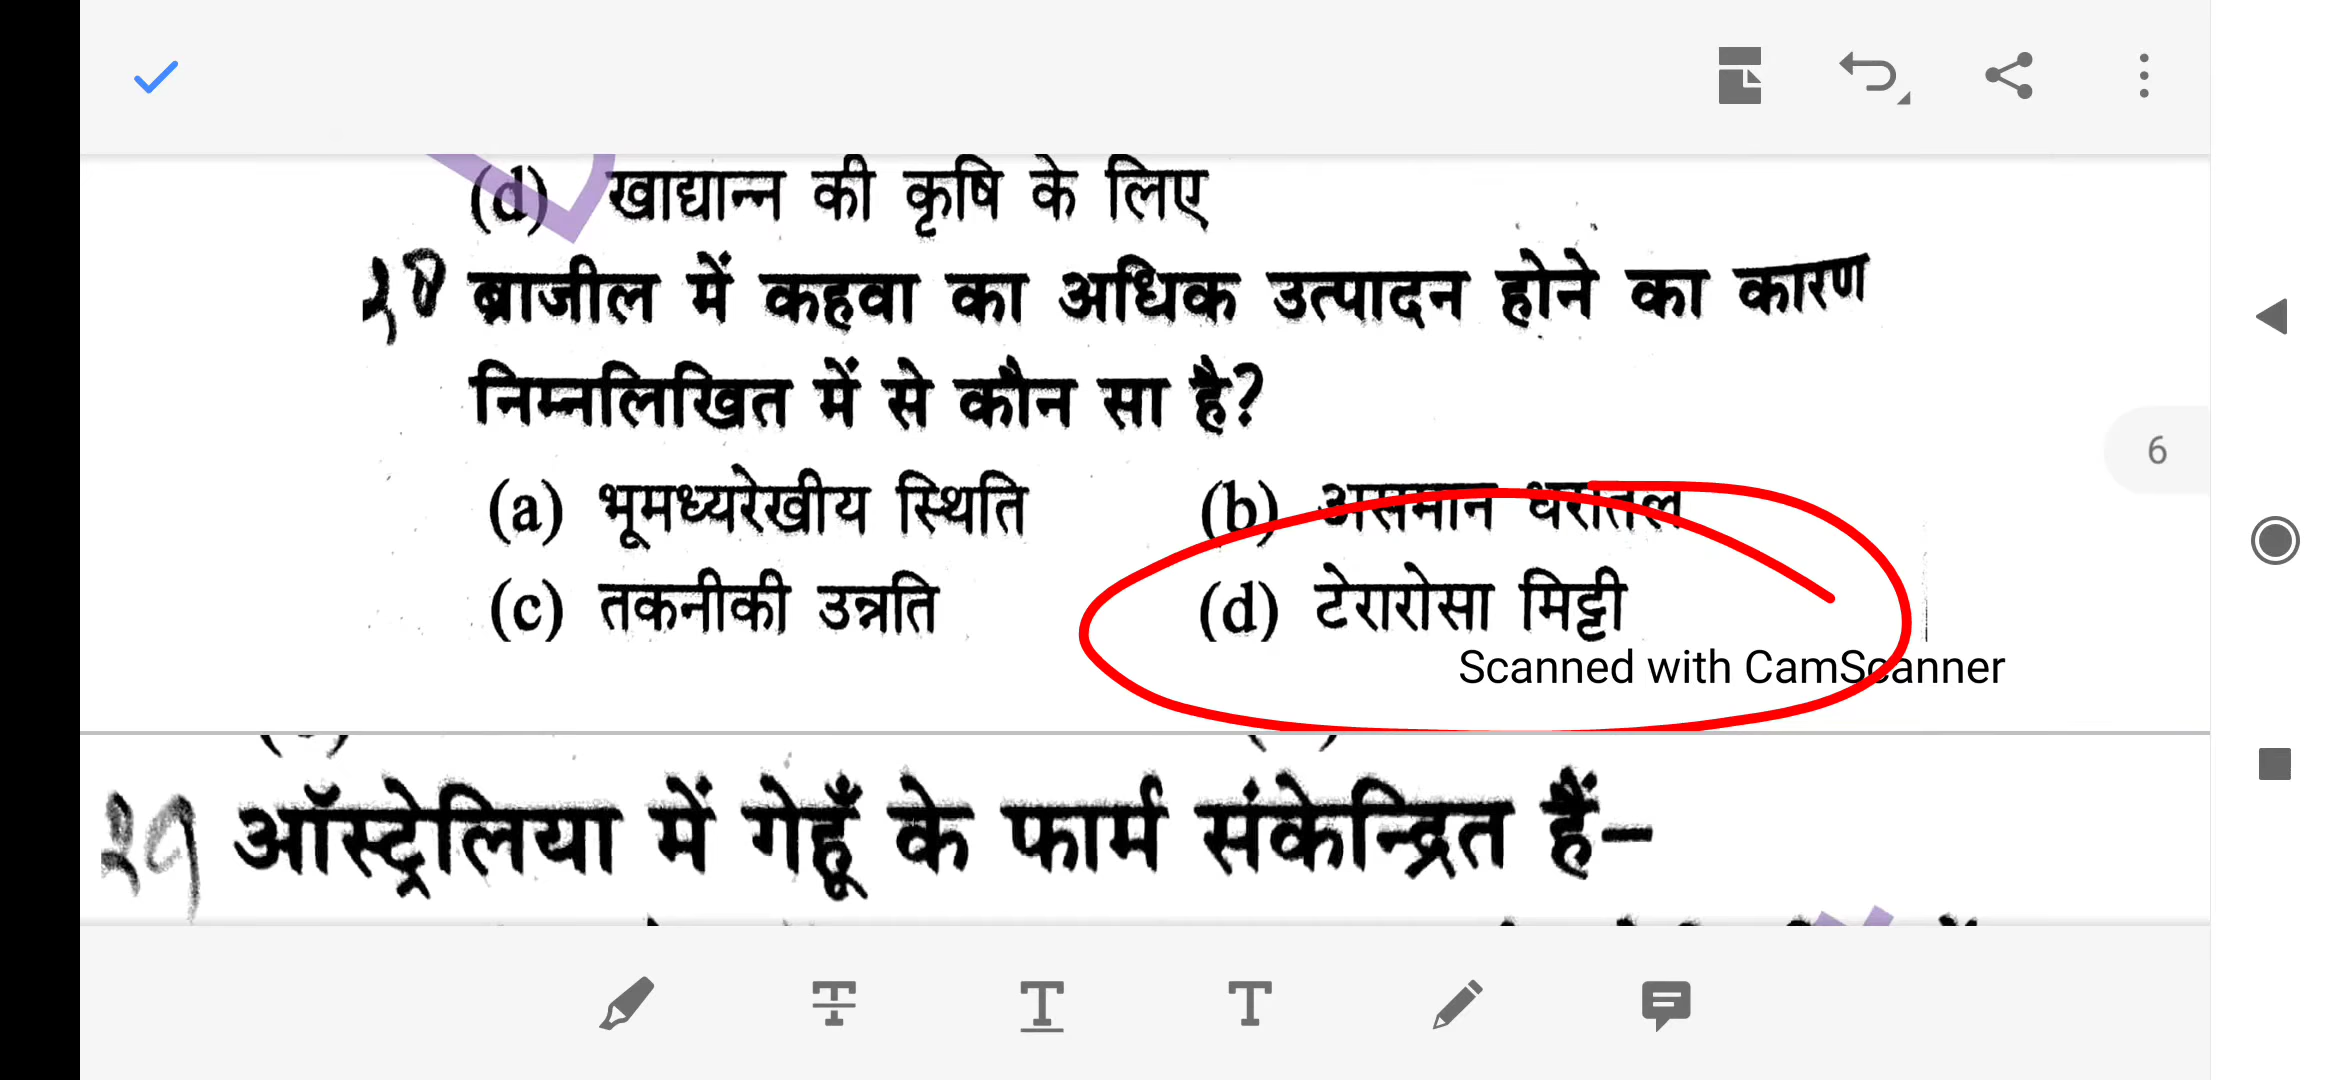 (d) खाद्यान्न की कृषि के लिए
20 ब्राजील में कहवा का अधिक उत्पादन होने का कारण
निम्नलिखित में से कौन सा है?
(a) भूमध्यरेखीय स्थिति (b) असमान धरातल
(c) तकनीकी उन्नति (d) टेरारोसा मिट्टी
Scanned with CamScanner
6
ऑस्ट्रेलिया में गेहूँ के फार्म संकेन्द्रित हैं–